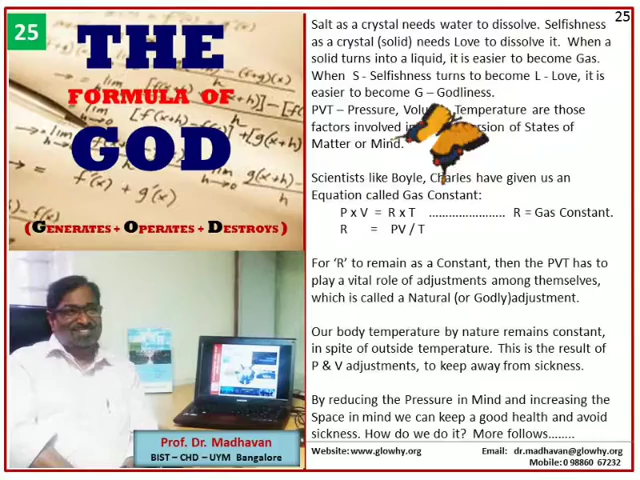 25
THE
FORMULA OF
GOD
( GENERATES + OPERATES + DESTROYS )
Prof. Dr. Madhavan
BIST – CHD – UYM Bangalore
25
Salt as a crystal needs water to dissolve. Selfishness
as a crystal (solid) needs Love to dissolve it. When a
solid turns into a liquid, it is easier to become Gas.
When S - Selfishness turns to become L - Love, it is
easier to become G – Godliness.
PVT – Pressure, Temperature are those
factors involved of States of
Matter or Mind.
Scientists like Boyle, Charles have given us an
Equation called Gas Constant:
P x V = R x T ...................... R = Gas Constant.
R = PV / T
For ‘R’ to remain as a Constant, then the PVT has to
play a vital role of adjustments among themselves,
which is called a Natural (or Godly)adjustment.
Our body temperature by nature remains constant,
in spite of outside temperature. This is the result of
P & V adjustments, to keep away from sickness.
By reducing the Pressure in Mind and increasing the
Space in mind we can keep a good health and avoid
sickness. How do we do it? More follows........
Website: www.glowhy.org Email: dr.madhavan@glowhy.org
Mobile: 0 98860 67232